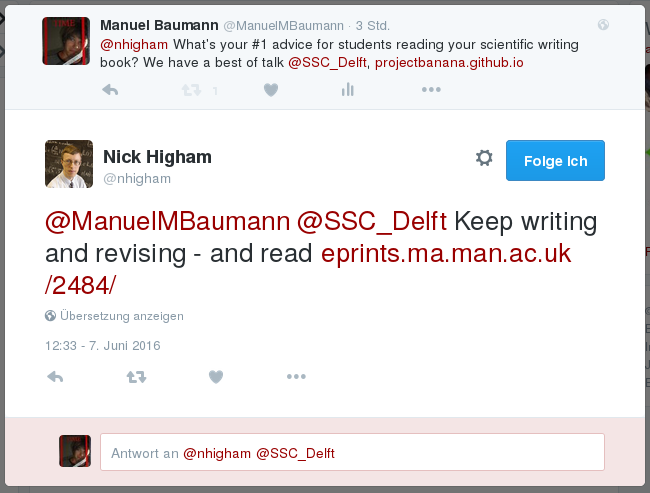 Manuel Baumann @ManuelMBaumann · 3 Std.
@nhigham What's your #1 advice for students reading your scientific writing
book? We have a best of talk @SSC_Delft, projectbanana.github.io
1
Nick Higham
@nhigham
Folge ich
@ManuelMBaumann @SSC_Delft Keep writing
and revising - and read eprints.ma.man.ac.uk
/2484/
Übersetzung anzeigen
12:33 - 7. Juni 2016
Antwort an @nhigham @SSC_Delft